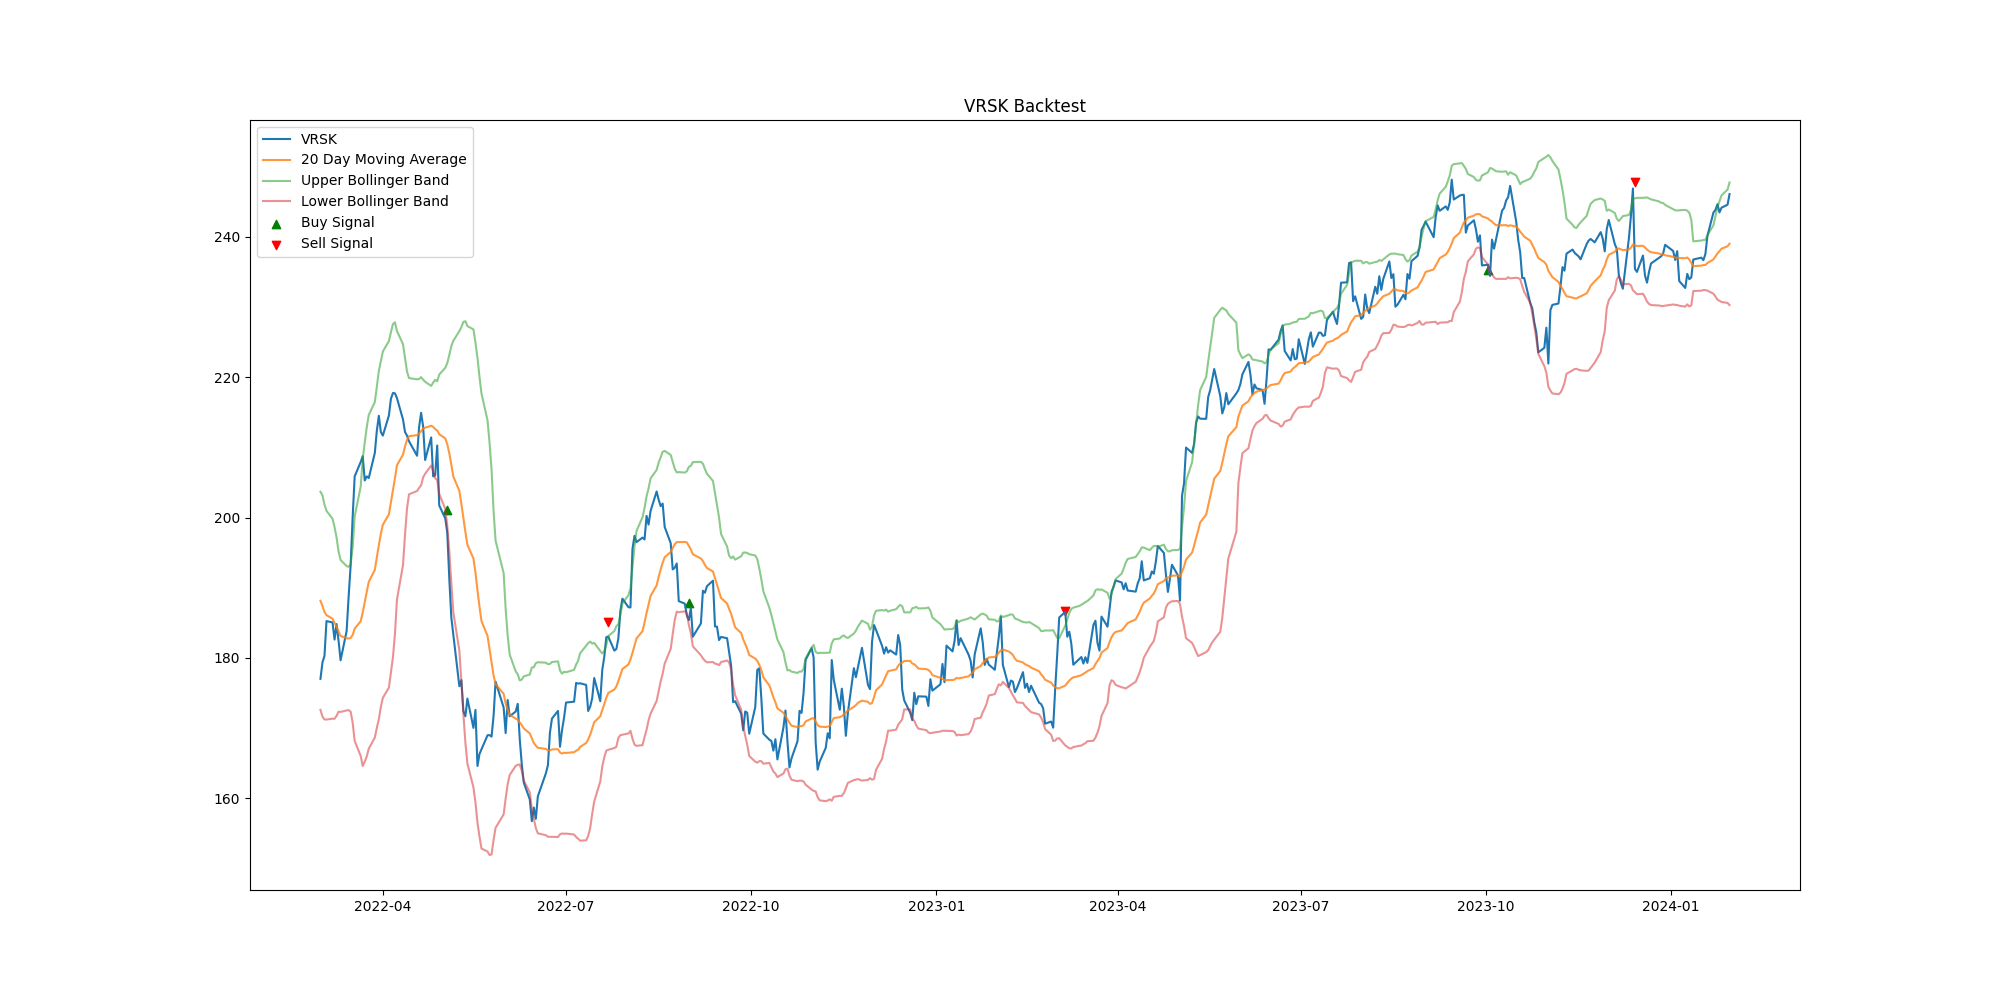 VRSK Backtest
VRSK
20 Day Moving Average
Upper Bollinger Band
Lower Bollinger Band
Buy Signal
Sell Signal
240
220
200
180
160
2022-04 2022-07 2022-10 2023-01 2023-04 2023-07 2023-10 2024-01